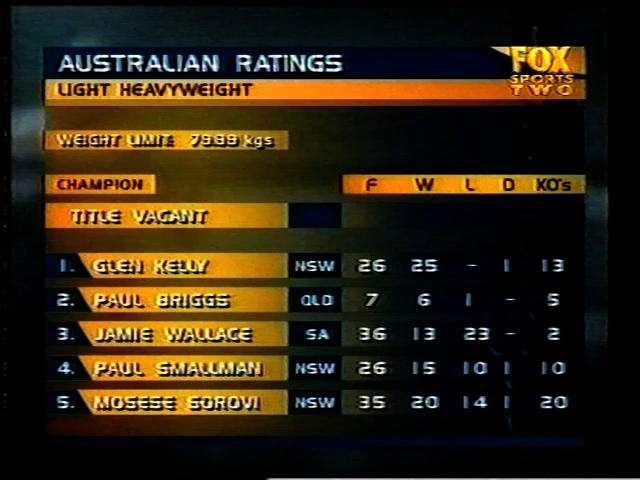 AUSTRALIAN RATINGS
FOX
SPORTS
TWO
LIGHT HEAVYWEIGHT
WEIGHT LIMIT: 79.39 kgs
CHAMPION F W L D KO's
TITLE VACANT
1. GLEN KELLY NSW 26 25 - 1 13
2. PAUL BRIGGS QLD 7 6 1 - 5
3. JAMIE WALLACE SA 36 13 23 - 2
4. PAUL SMALLMAN NSW 26 15 10 1 10
5. MOSESE SOROVI NSW 35 20 14 1 20